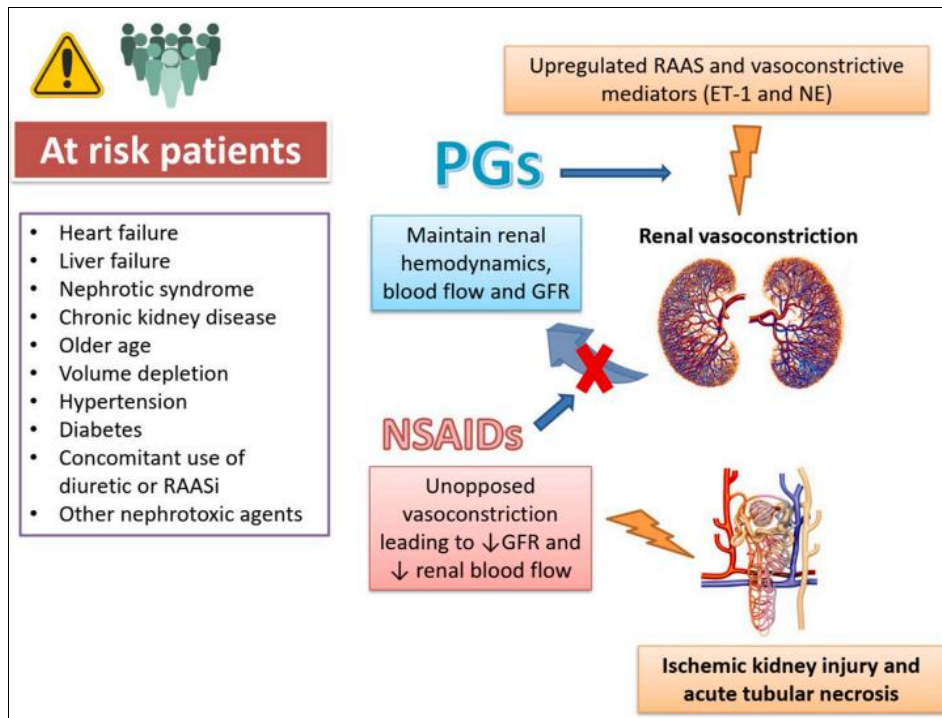 At risk patients
• Heart failure
• Liver failure
• Nephrotic syndrome
• Chronic kidney disease
• Older age
• Volume depletion
• Hypertension
• Diabetes
• Concomitant use of
diuretic or RAASi
• Other nephrotoxic agents
Upregulated RAAS and vasoconstrictive
mediators (ET-1 and NE)
PGs
Maintain renal
hemodynamics,
blood flow and GFR
Renal vasoconstriction
NSAIDs
Unopposed
vasoconstriction
leading to ↓GFR and
↓ renal blood flow
Ischemic kidney injury and
acute tubular necrosis